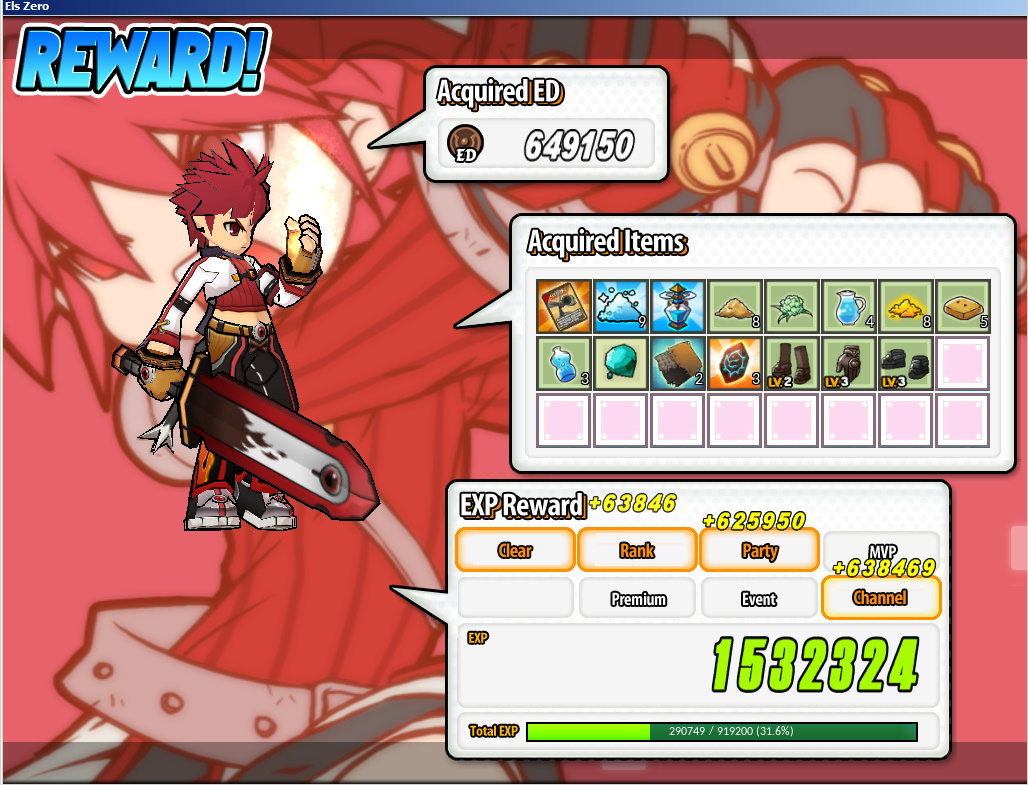 Els Zero
REWARD!
Acquired ED
ED 649150
Acquired Items
9 8 4 8 5
3 2 3 LV.2 LV.3 LV.3
EXP Reward +63846
+625950
Clear Rank Party MVP
+638469
Premium Event Channel
EXP
1532324
Total EXP 290749 / 919200 (31.6%)